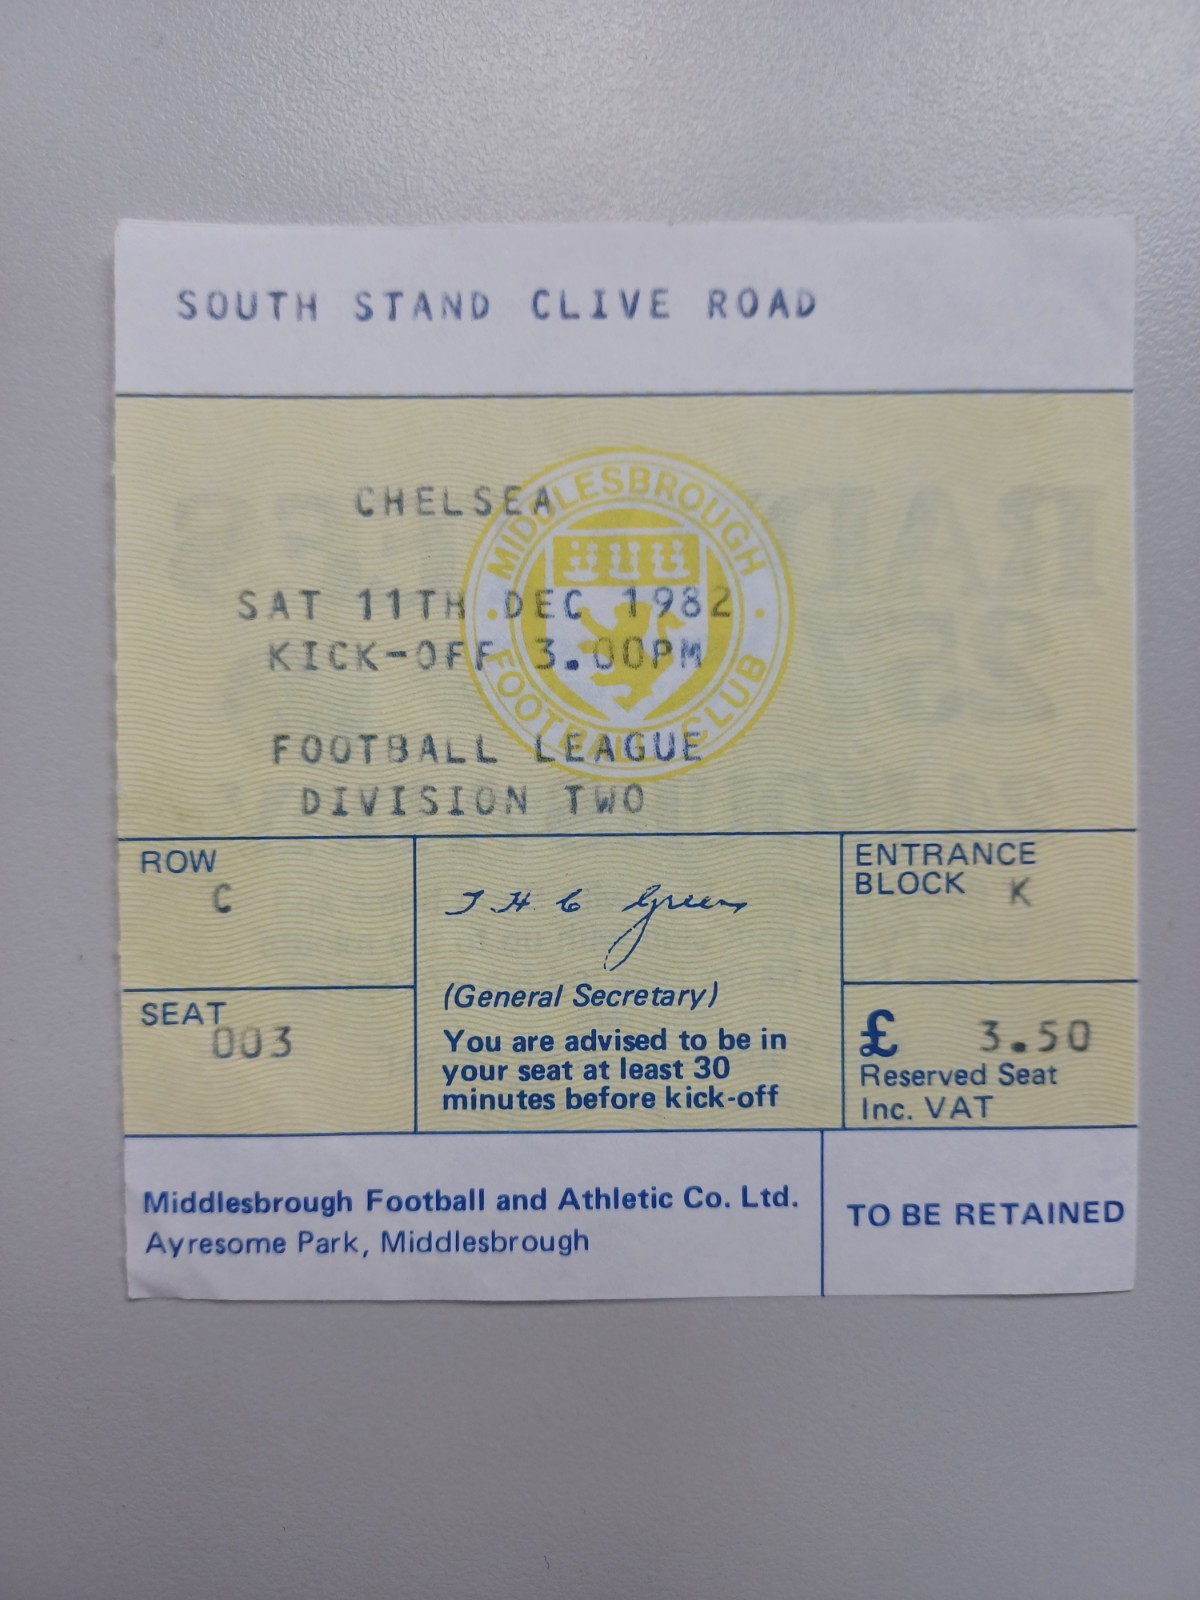 SOUTH STAND CLIVE ROAD
MIDDLESBROUGH
FOOTBALL CLUB
CHELSEA
SAT 11TH DEC 1982
KICK-OFF 3.00PM
FOOTBALL LEAGUE
DIVISION TWO
ROW
C
SEAT
003
T H C Green
(General Secretary)
You are advised to be in
your seat at least 30
minutes before kick-off
ENTRANCE
BLOCK K
£ 3.50
Reserved Seat
Inc. VAT
Middlesbrough Football and Athletic Co. Ltd.
Ayresome Park, Middlesbrough
TO BE RETAINED